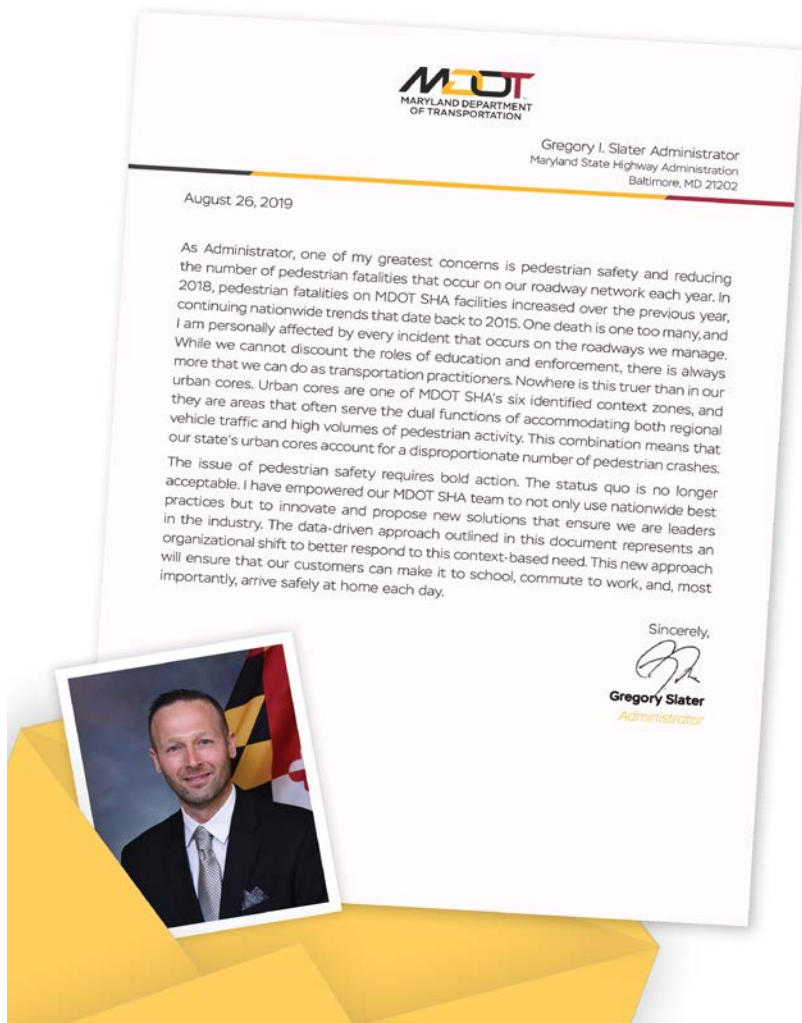 MDOT
MARYLAND DEPARTMENT
OF TRANSPORTATION
Gregory I. Slater Administrator
Maryland State Highway Administration
Baltimore, MD 21202
August 26, 2019
As Administrator, one of my greatest concerns is pedestrian safety and reducing
the number of pedestrian fatalities that occur on our roadway network each year. In
2018, pedestrian fatalities on MDOT SHA facilities increased over the previous year,
continuing nationwide trends that date back to 2015. One death is one too many, and
I am personally affected by every incident that occurs on the roadways we manage.
While we cannot discount the roles of education and enforcement, there is always
more that we can do as transportation practitioners. Nowhere is this truer than in our
urban cores. Urban cores are one of MDOT SHA's six identified context zones, and
they are areas that often serve the dual functions of accommodating both regional
vehicle traffic and high volumes of pedestrian activity. This combination means that
our state's urban cores account for a disproportionate number of pedestrian crashes.
The issue of pedestrian safety requires bold action. The status quo is no longer
acceptable. I have empowered our MDOT SHA team to not only use nationwide best
practices but to innovate and propose new solutions that ensure we are leaders
in the industry. The data-driven approach outlined in this document represents an
organizational shift to better respond to this context-based need. This new approach
will ensure that our customers can make it to school, commute to work, and, most
importantly, arrive safely at home each day.
Sincerely,
Gregory Slater
Administrator